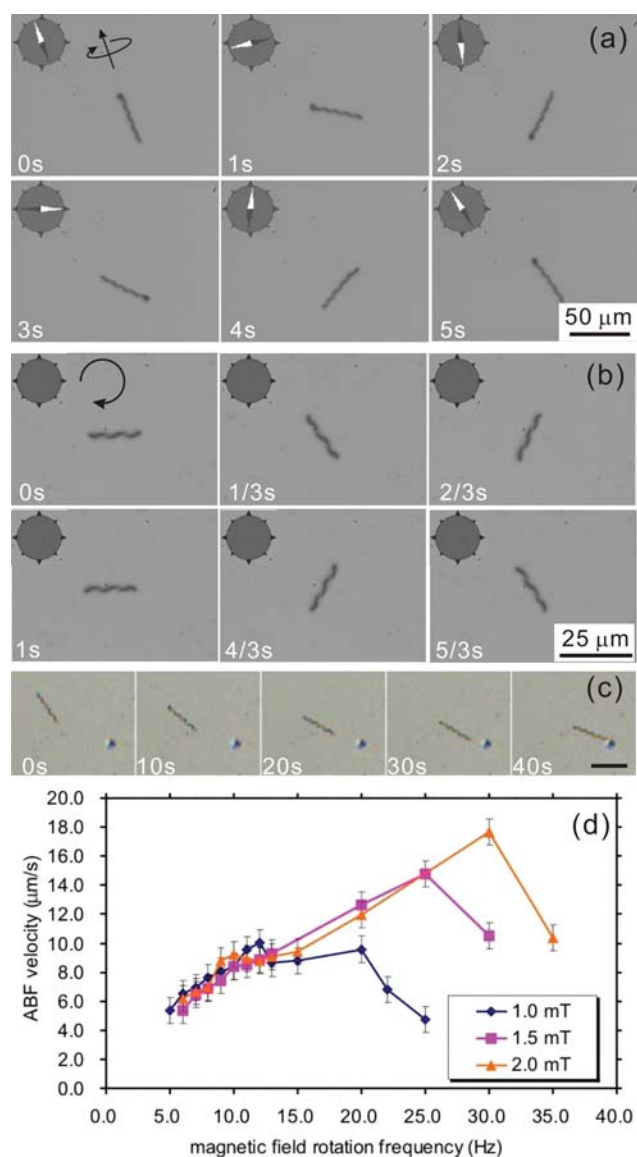 (a)
0s
1s
2s
3s
4s
5s
50 μm
(b)
0s
1/3s
2/3s
1s
4/3s
5/3s
25 μm
(c)
0s
10s
20s
30s
40s
(d)
20.0
18.0
16.0
14.0
12.0
10.0
8.0
6.0
4.0
2.0
0.0
ABF velocity (μm/s)
1.0 mT
1.5 mT
2.0 mT
0.0 5.0 10.0 15.0 20.0 25.0 30.0 35.0 40.0
magnetic field rotation frequency (Hz)